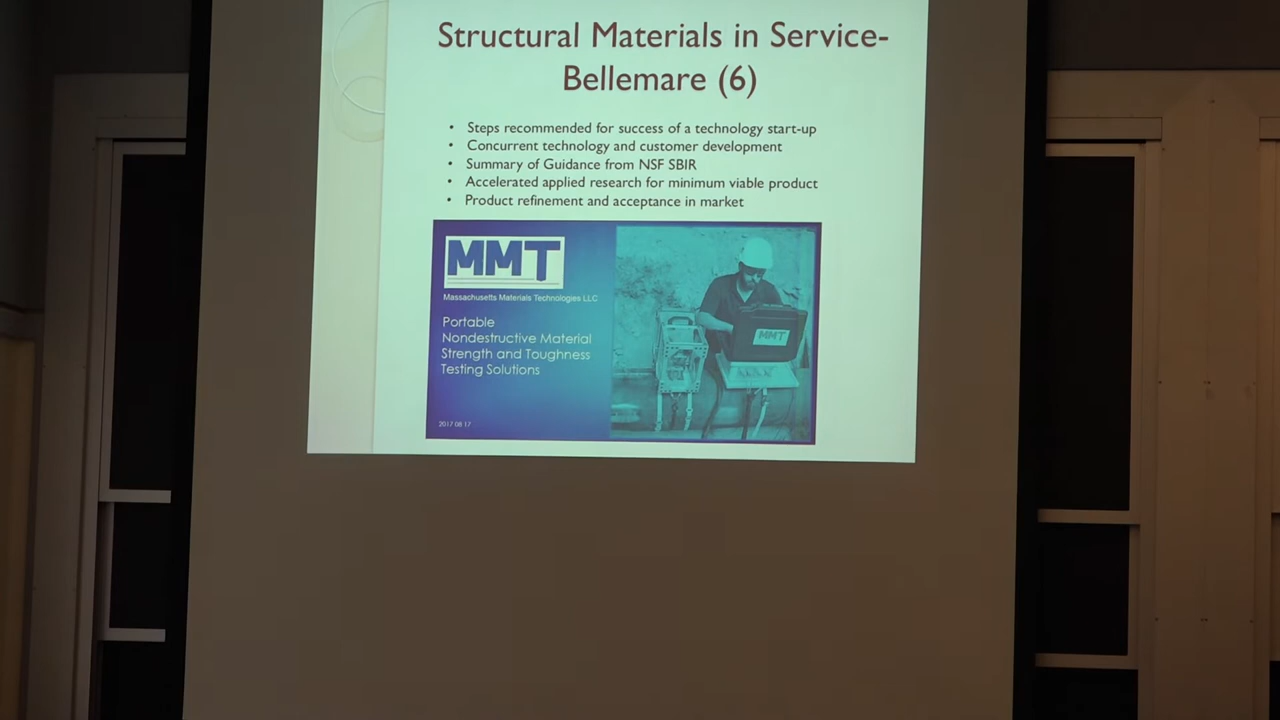 Structural Materials in Service-
Bellemare (6)
• Steps recommended for success of a technology start-up
• Concurrent technology and customer development
• Summary of Guidance from NSF SBIR
• Accelerated applied research for minimum viable product
• Product refinement and acceptance in market
MMT
Massachusetts Materials Technologies LLC
Portable
Nondestructive Material
Strength and Toughness
Testing Solutions
2017 08 17
MMT